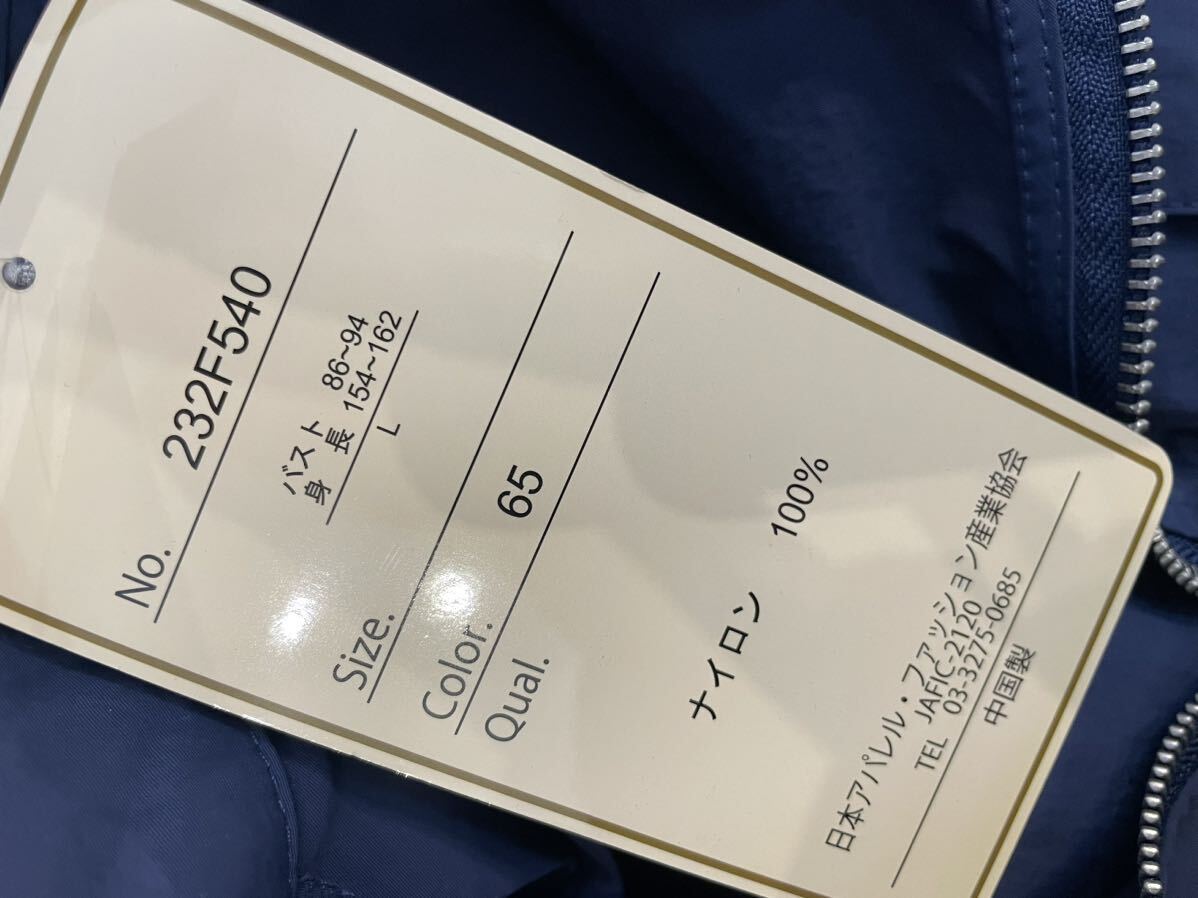 No. 232F540
バスト 86~94
身 長 154~162
L
Size.
Color. 65
Qual.
ナイロン 100%
日本アパレル・ファッション産業協会
TEL JAFIC-2120
03-3275-0685
中国製